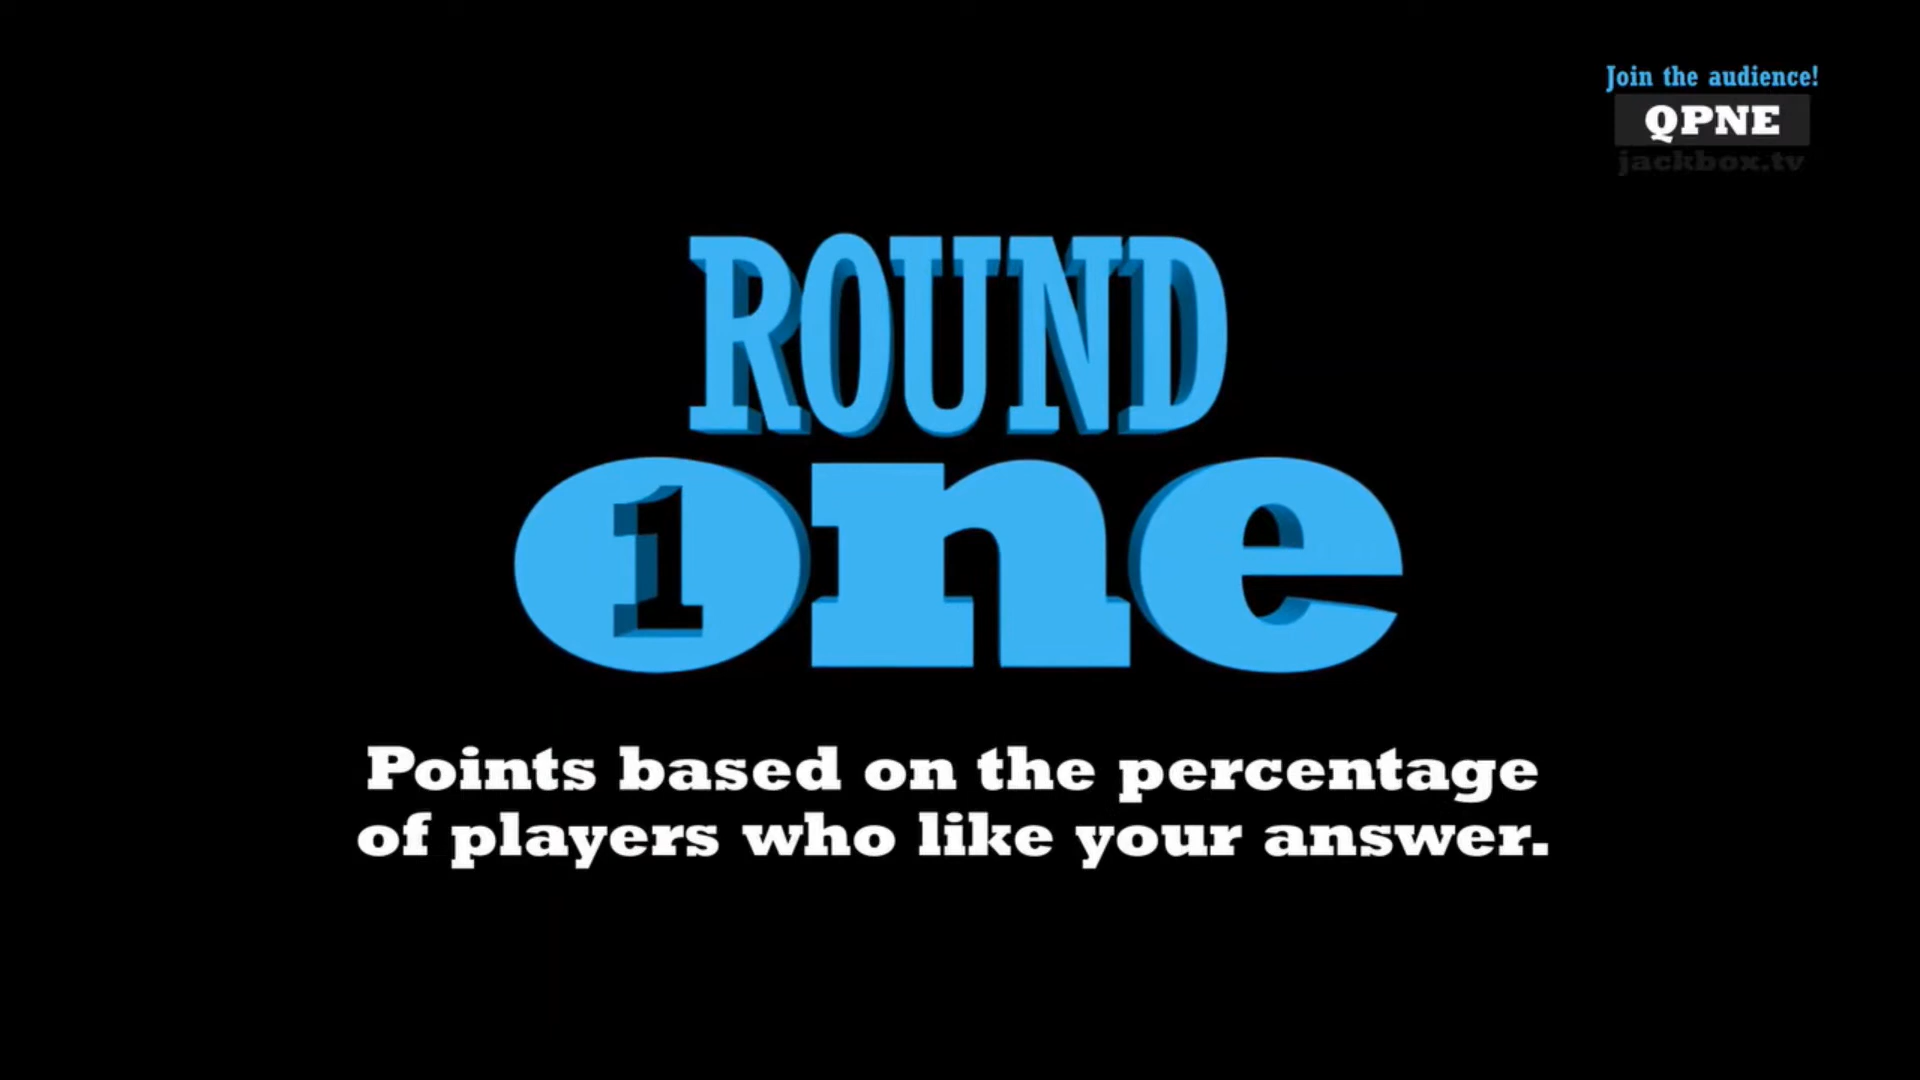 Join the audience!
QPNE
jackbox.tv
ROUND
One
1
Points based on the percentage
of players who like your answer.